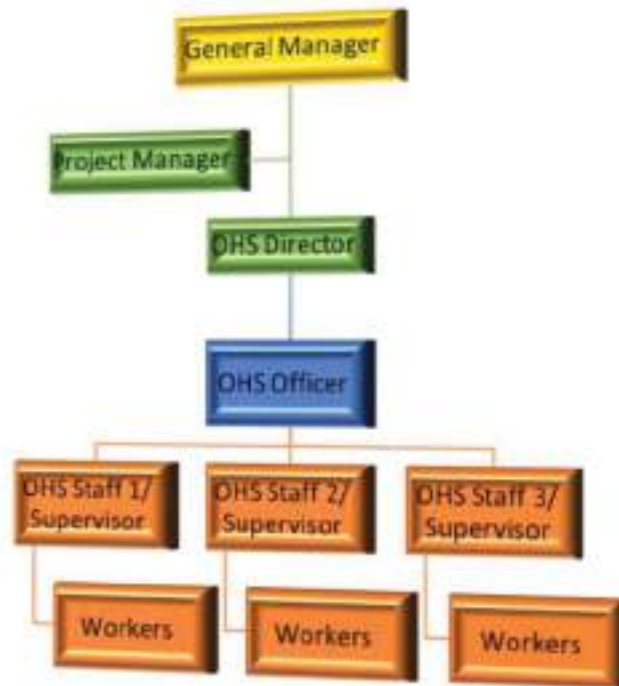 General Manager
Project Manager
OHS Director
OHS Officer
OHS Staff 1/
Supervisor
OHS Staff 2/
Supervisor
OHS Staff 3/
Supervisor
Workers
Workers
Workers